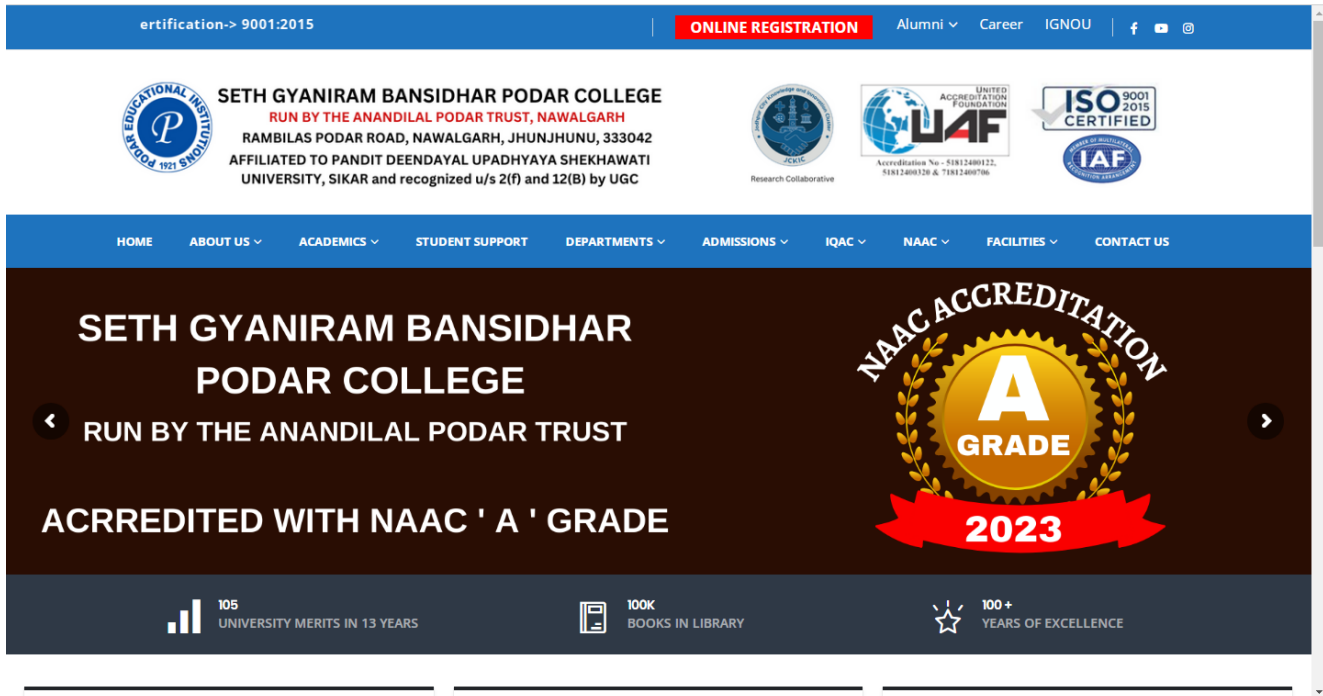 ertification-> 9001:2015
ONLINE REGISTRATION
Alumni
Career
IGNOU
PODAR EDUCATIONAL INSTITUTIONS
P
1921
SETH GYANIRAM BANSIDHAR PODAR COLLEGE
RUN BY THE ANANDILAL PODAR TRUST, NAWALGARH
RAMBILAS PODAR ROAD, NAWALGARH, JHUNJHUNU, 333042
AFFILIATED TO PANDIT DEENDAYAL UPADHYAYA SHEKHAWATI
UNIVERSITY, SIKAR and recognized u/s 2(f) and 12(B) by UGC
JCKIC
Research Collaborative
UNITED
ACCREDITATION
FOUNDATION
UAF
Accreditation No - 51812400122,
51812400320 & 71812400706
ISO 9001
2015
CERTIFIED
MEMBER OF MULTILATERAL
IAF
RECOGNITION ARRANGEMENT
HOME
ABOUT US
ACADEMICS
STUDENT SUPPORT
DEPARTMENTS
ADMISSIONS
IQAC
NAAC
FACILITIES
CONTACT US
SETH GYANIRAM BANSIDHAR
PODAR COLLEGE
RUN BY THE ANANDILAL PODAR TRUST
ACRREDITED WITH NAAC ' A ' GRADE
NAAC ACCREDITATION
A
GRADE
2023
105
UNIVERSITY MERITS IN 13 YEARS
100K
BOOKS IN LIBRARY
100 +
YEARS OF EXCELLENCE